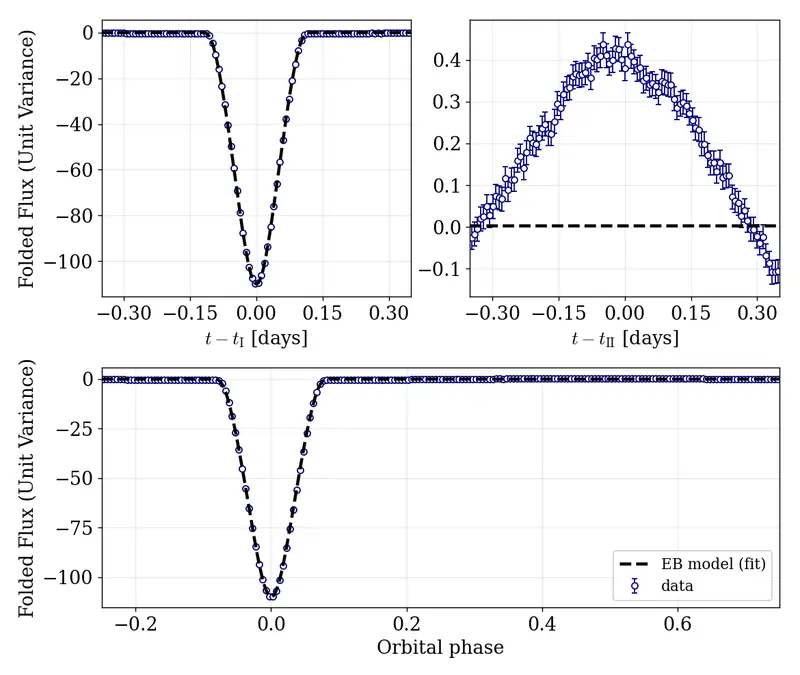 Folded Flux (Unit Variance)
0
−20
−40
−60
−80
−100
−0.30 −0.15 0.00 0.15 0.30
t − tI [days]
0.4
0.3
0.2
0.1
0.0
−0.1
−0.30 −0.15 0.00 0.15 0.30
t − tII [days]
Folded Flux (Unit Variance)
0
−25
−50
−75
−100
−0.2 0.0 0.2 0.4 0.6
Orbital phase
EB model (fit)
data